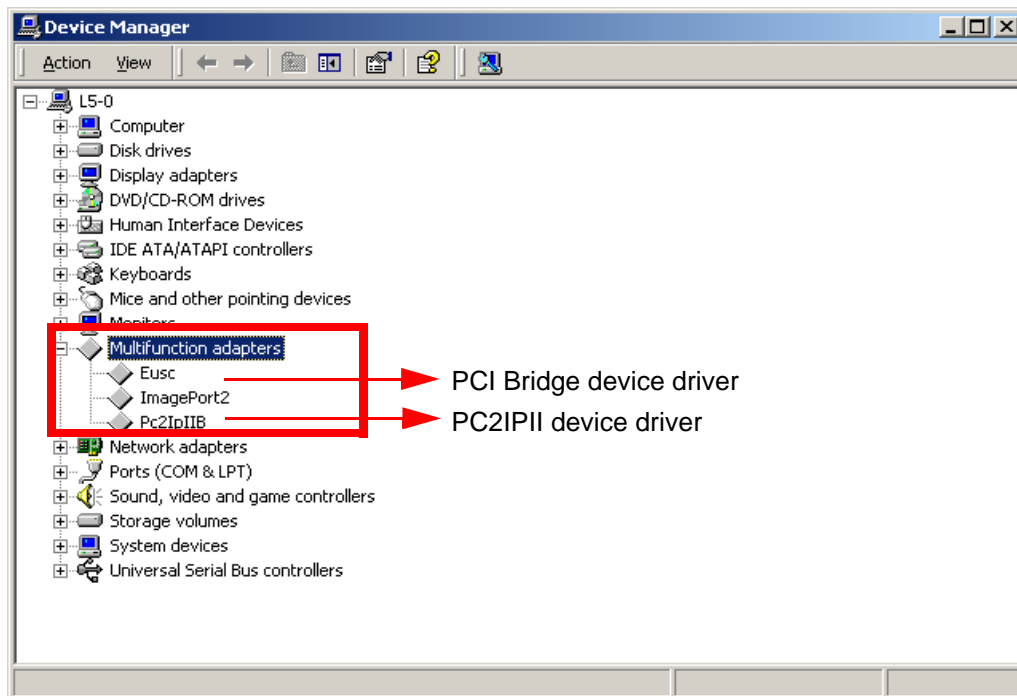 Device Manager
Action View
L5-0
Computer
Disk drives
Display adapters
DVD/CD-ROM drives
Human Interface Devices
IDE ATA/ATAPI controllers
Keyboards
Mice and other pointing devices
Monitors
Multifunction adapters
Eusc
PCI Bridge device driver
ImagePort2
Pc2IpIIB
PC2IPII device driver
Network adapters
Ports (COM & LPT)
Sound, video and game controllers
Storage volumes
System devices
Universal Serial Bus controllers